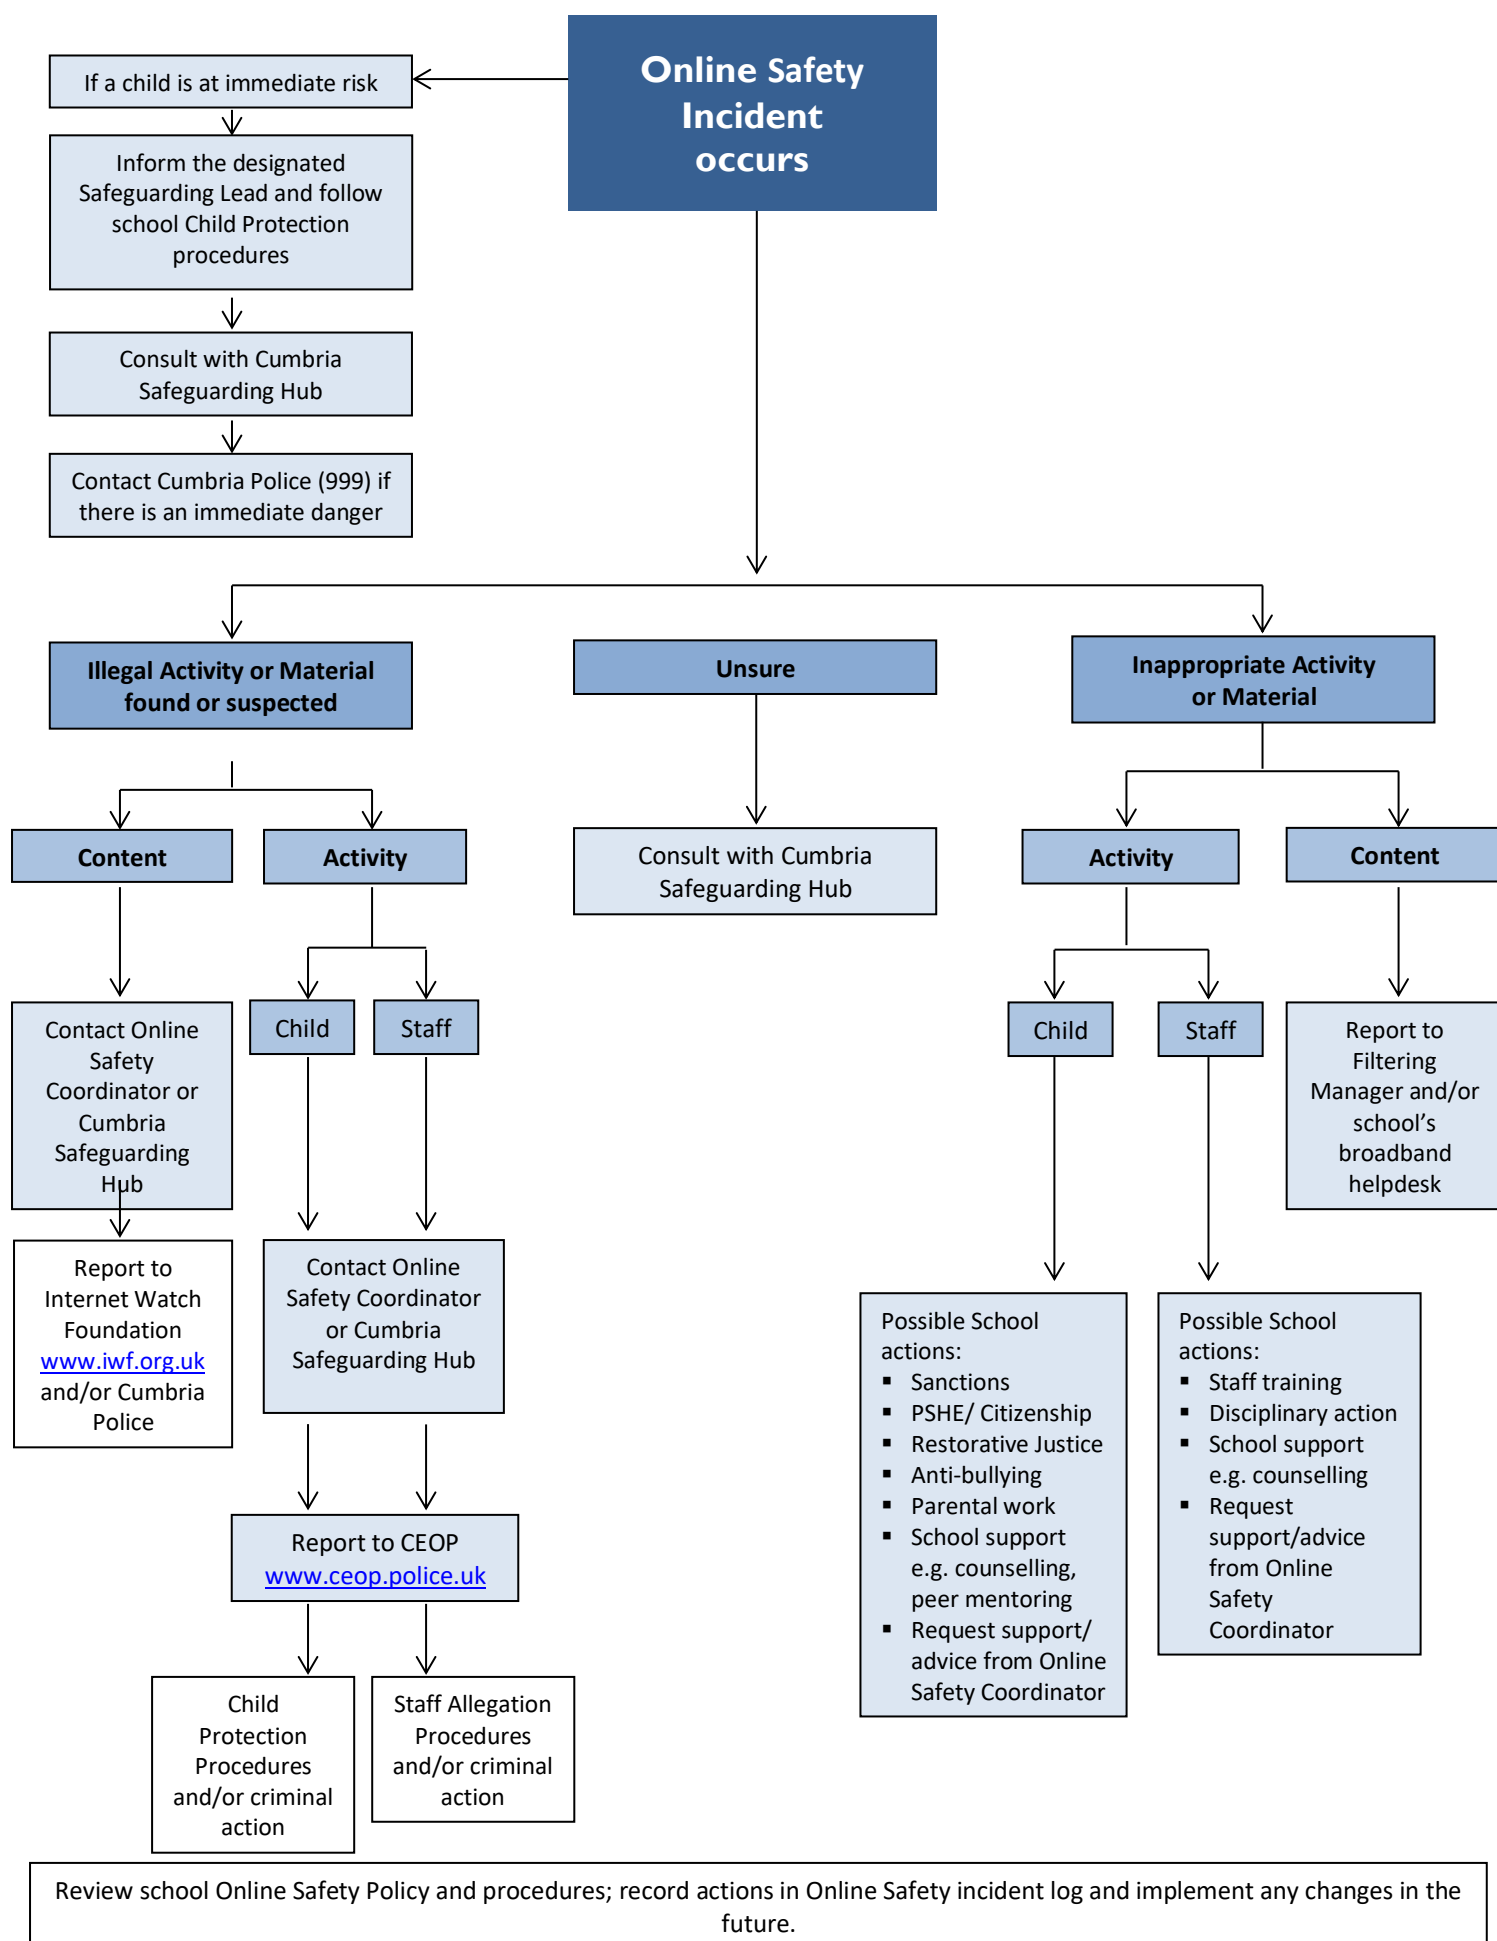 Online Safety
Incident
occurs
If a child is at immediate risk
Inform the designated
Safeguarding Lead and follow
school Child Protection
procedures
Consult with Cumbria
Safeguarding Hub
Contact Cumbria Police (999) if
there is an immediate danger
Illegal Activity or Material
found or suspected
Unsure
Inappropriate Activity
or Material
Content
Activity
Consult with Cumbria
Safeguarding Hub
Activity
Content
Contact Online
Safety
Coordinator or
Cumbria
Safeguarding
Hub
Child
Staff
Child
Staff
Report to
Filtering
Manager and/or
school’s
broadband
helpdesk
Report to
Internet Watch
Foundation
www.iwf.org.uk
and/or Cumbria
Police
Contact Online
Safety Coordinator
or Cumbria
Safeguarding Hub
Possible School
actions:
▪ Sanctions
▪ PSHE/ Citizenship
▪ Restorative Justice
▪ Anti-bullying
▪ Parental work
▪ School support
e.g. counselling,
peer mentoring
▪ Request support/
advice from Online
Safety Coordinator
Possible School
actions:
▪ Staff training
▪ Disciplinary action
▪ School support
e.g. counselling
▪ Request
support/advice
from Online
Safety
Coordinator
Report to CEOP
www.ceop.police.uk
Child
Protection
Procedures
and/or criminal
action
Staff Allegation
Procedures
and/or criminal
action
Review school Online Safety Policy and procedures; record actions in Online Safety incident log and implement any changes in the
future.